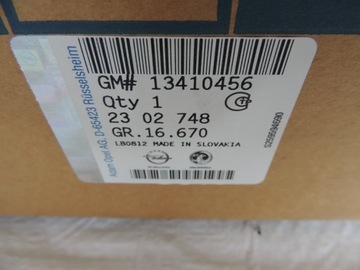 Adam Opel AG, D-65423 Rüsselsheim
GM# 13410456
Qty 1
23 02 748
GR.16.670
LB0812 MADE IN SLOVAKIA